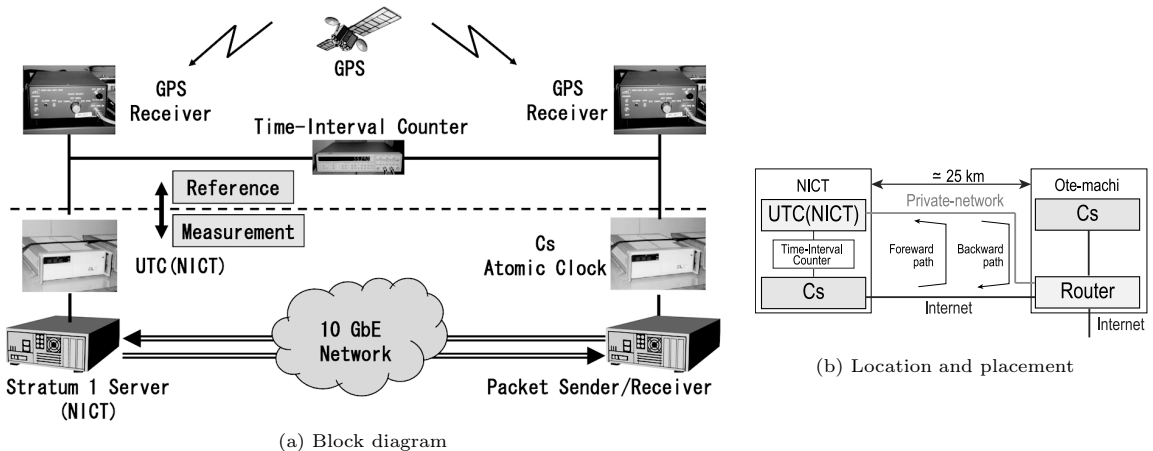 GPS
GPS
Receiver
GPS
Receiver
Time-Interval Counter
Reference
Measurement
UTC(NICT)
Cs
Atomic Clock
10 GbE
Network
Stratum 1 Server
(NICT)
Packet Sender/Receiver
(a) Block diagram
≃ 25 km
NICT
Ote-machi
Private-network
UTC(NICT)
Cs
Time-Interval
Counter
Foreward
path
Backward
path
Cs
Router
Internet
Internet
(b) Location and placement